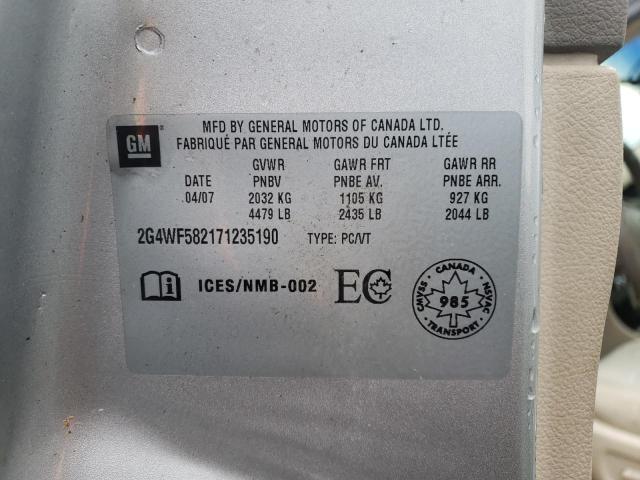 MFD BY GENERAL MOTORS OF CANADA LTD.
FABRIQUÉ PAR GENERAL MOTORS DU CANADA LTÉE
GM
GVWR GAWR FRT GAWR RR
DATE PNBV PNBE AV. PNBE ARR.
04/07 2032 KG 1105 KG 927 KG
4479 LB 2435 LB 2044 LB
2G4WF582171235190 TYPE: PC/VT
ICES/NMB-002 EC
CANADA
CMVSS NSVAC
985
TRANSPORT